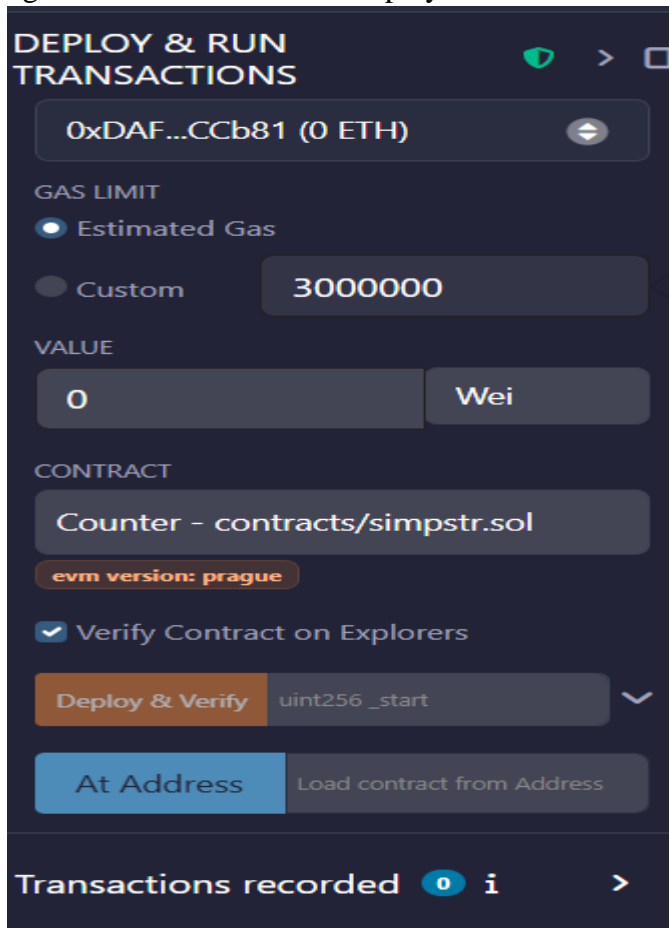 DEPLOY & RUN
TRANSACTIONS
0xDAF...CCb81 (0 ETH)
GAS LIMIT
Estimated Gas
Custom 3000000
VALUE
0 Wei
CONTRACT
Counter - contracts/simpstr.sol
evm version: prague
Verify Contract on Explorers
Deploy & Verify uint256 _start
At Address Load contract from Address
Transactions recorded 0 i